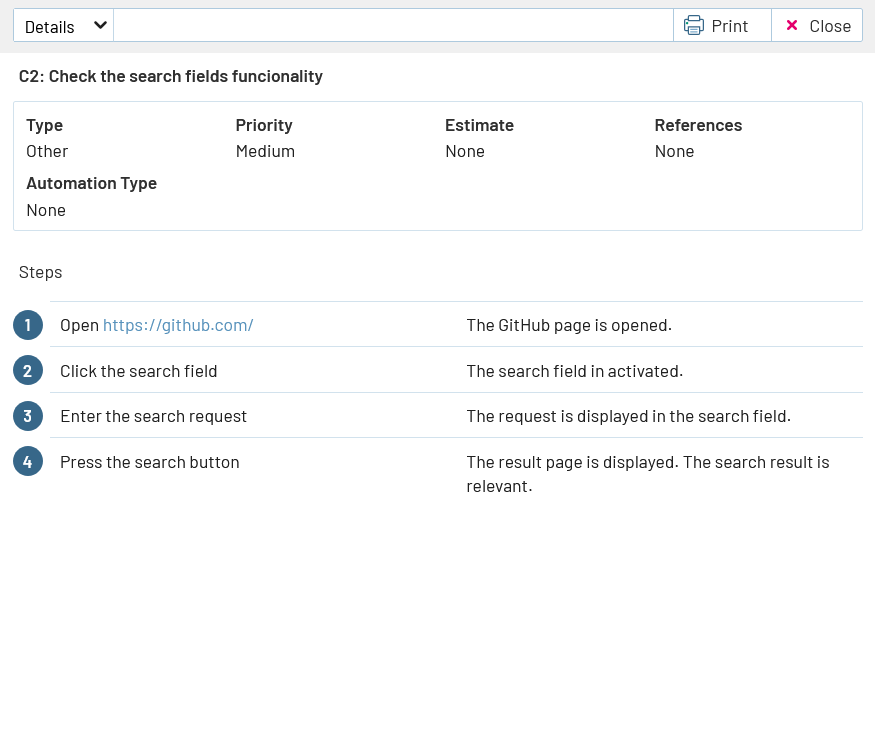 Details
Print
Close
C2: Check the search fields funcionality
Type
Priority
Estimate
References
Other
Medium
None
None
Automation Type
None
Steps
1 Open https://github.com/
The GitHub page is opened.
2 Click the search field
The search field in activated.
3 Enter the search request
The request is displayed in the search field.
4 Press the search button
The result page is displayed. The search result is
relevant.